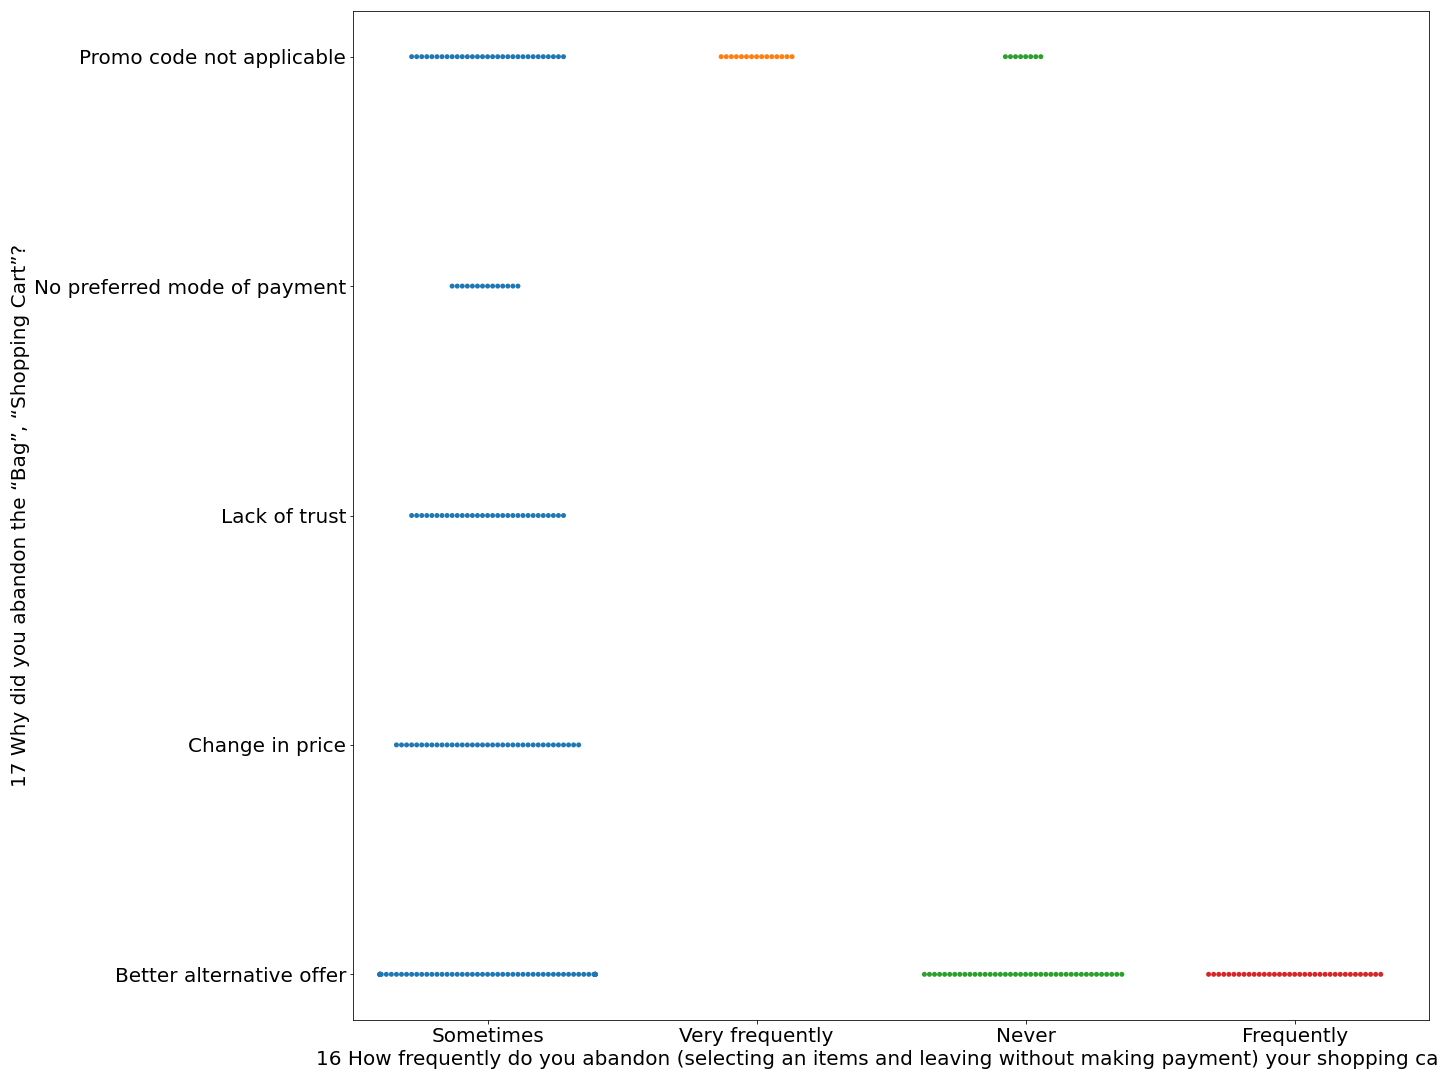 17 Why did you abandon the “Bag”, “Shopping Cart”?
Promo code not applicable
No preferred mode of payment
Lack of trust
Change in price
Better alternative offer
Sometimes
Very frequently
Never
Frequently
16 How frequently do you abandon (selecting an items and leaving without making payment) your shopping ca